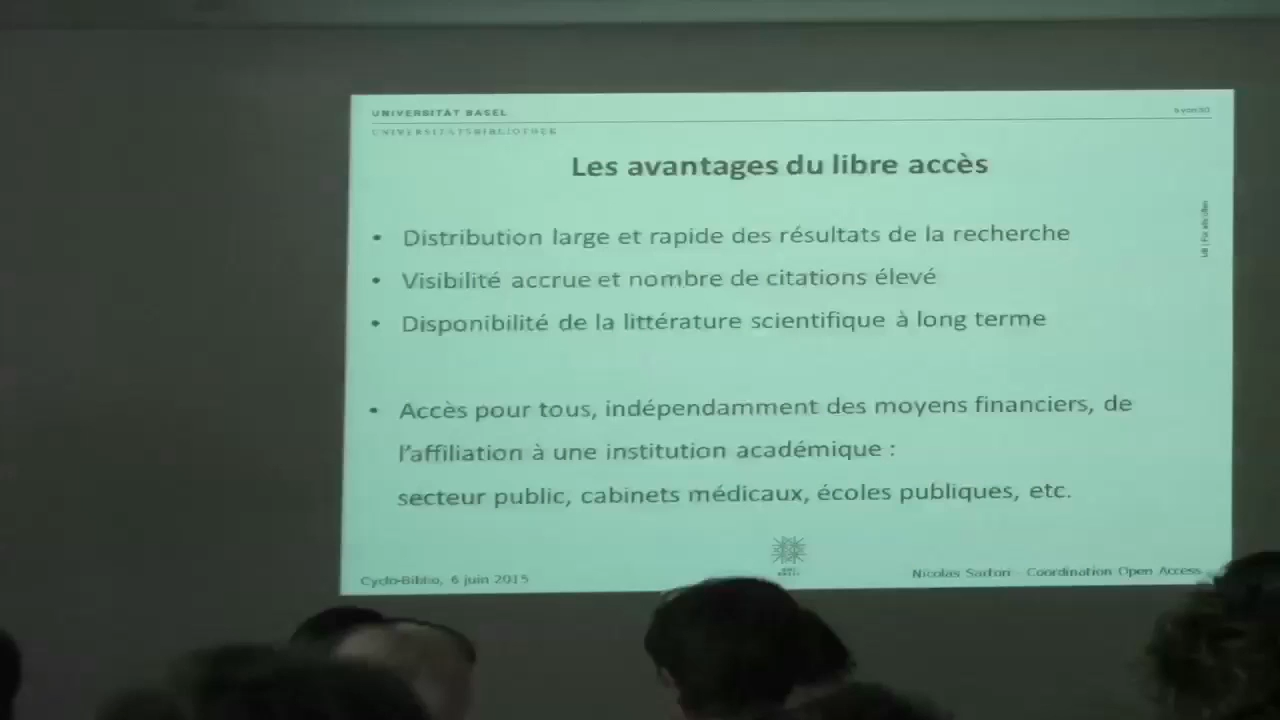 UNIVERSITÄT BASEL
UNIVERSITÄTSBIBLIOTHEK
Les avantages du libre accès
• Distribution large et rapide des résultats de la recherche
• Visibilité accrue et nombre de citations élevé
• Disponibilité de la littérature scientifique à long terme
• Accès pour tous, indépendamment des moyens financiers, de
l’affiliation à une institution académique :
secteur public, cabinets médicaux, écoles publiques, etc.
Cyclo-Biblio, 6 juin 2015
Nicolas Sartori Coordination Open Access